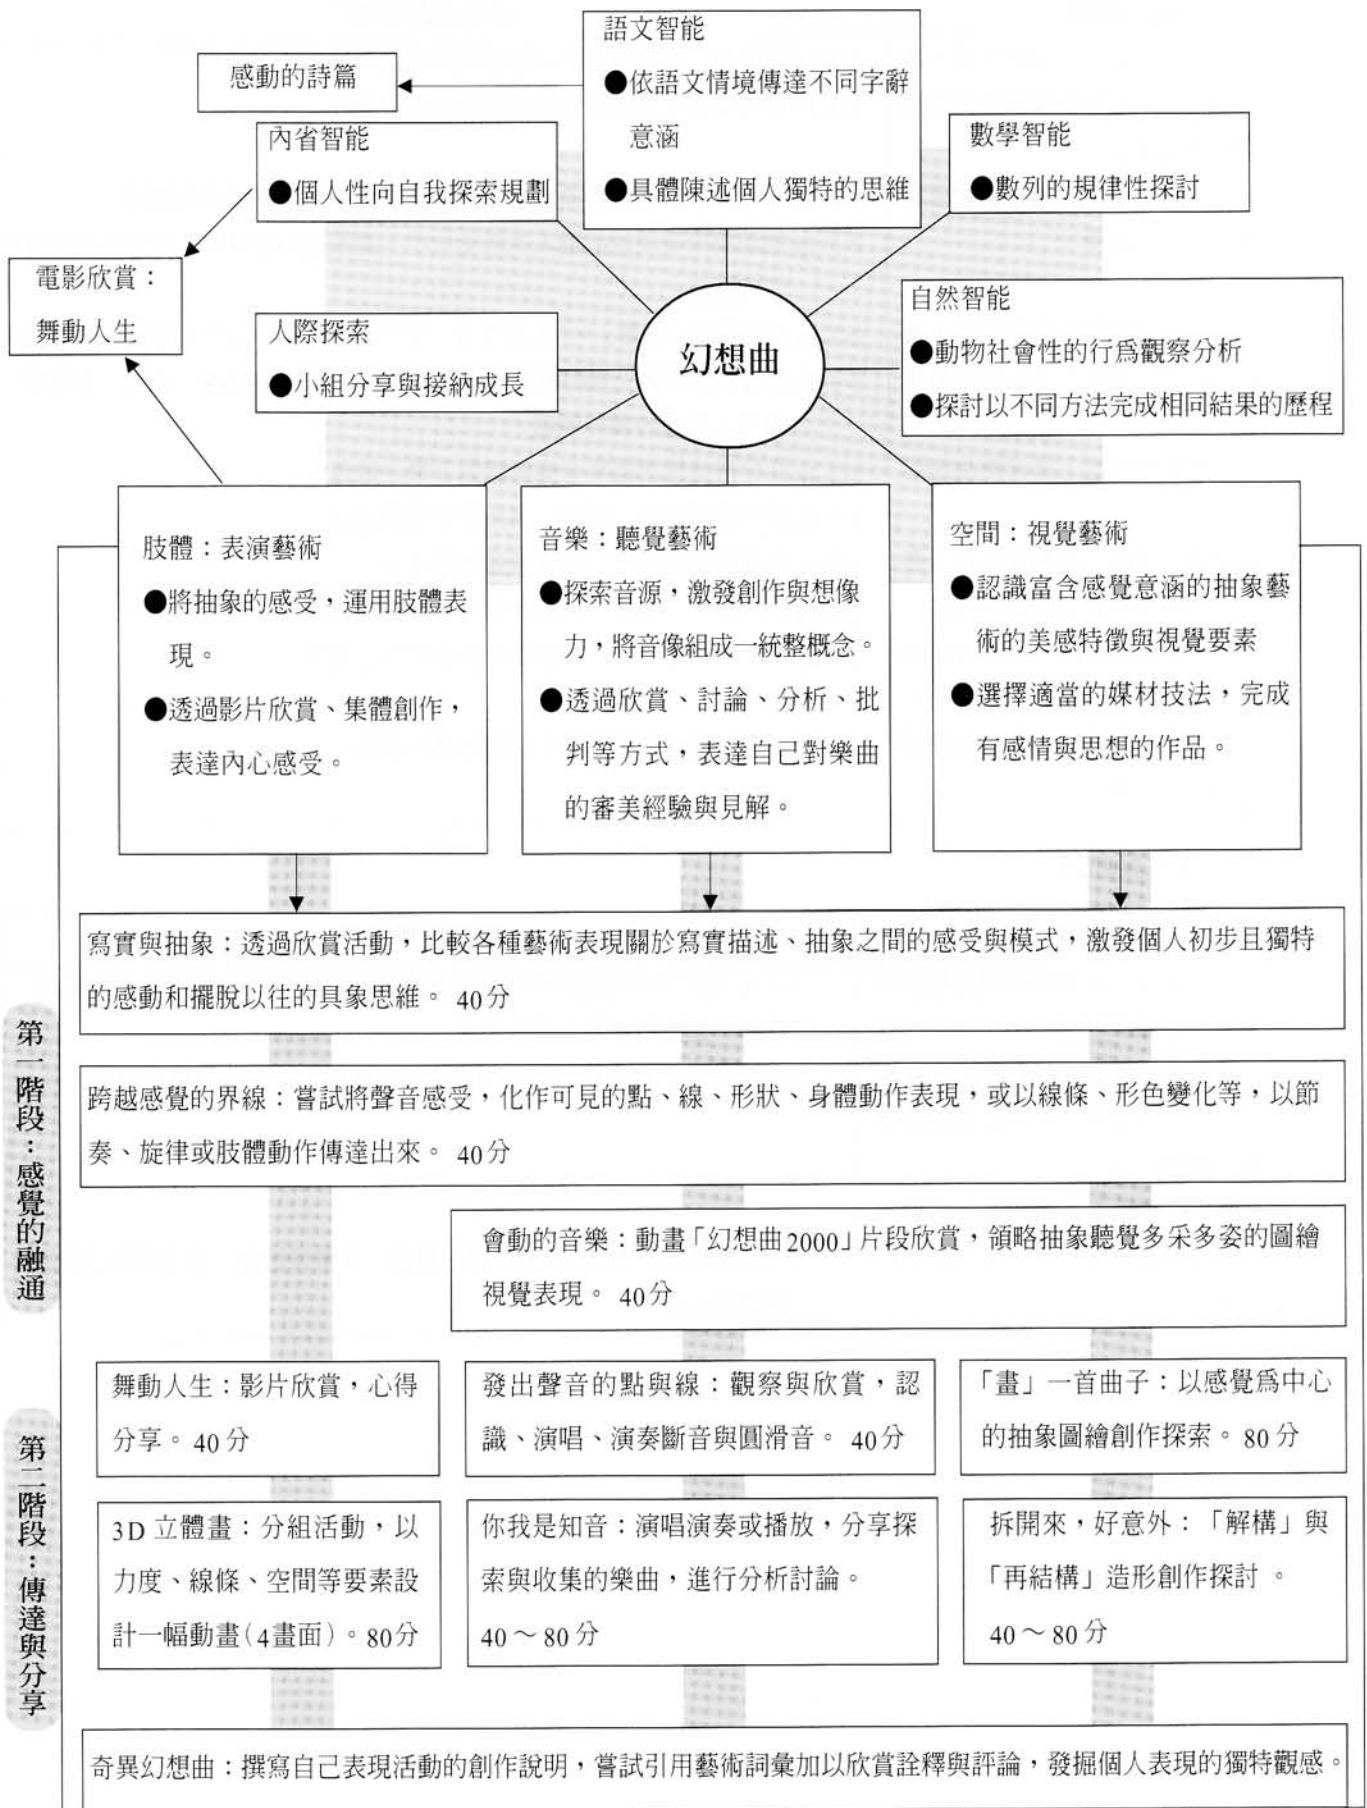 語文智能
●依語文情境傳達不同字辭
意涵
●具體陳述個人獨特的思維
感動的詩篇
內省智能
●個人性向自我探索規劃
數學智能
●數列的規律性探討
電影欣賞：
舞動人生
人際探索
●小組分享與接納成長
幻想曲
自然智能
●動物社會性的行爲觀察分析
●探討以不同方法完成相同結果的歷程
肢體：表演藝術
●將抽象的感受，運用肢體表
現。
●透過影片欣賞、集體創作，
表達內心感受。
音樂：聽覺藝術
●探索音源，激發創作與想像
力，將音像組成一統整概念。
●透過欣賞、討論、分析、批
判等方式，表達自己對樂曲
的審美經驗與見解。
空間：視覺藝術
●認識富含感覺意涵的抽象藝
術的美感特徵與視覺要素
●選擇適當的媒材技法，完成
有感情與思想的作品。
寫實與抽象：透過欣賞活動，比較各種藝術表現關於寫實描述、抽象之間的感受與模式，激發個人初步且獨特
的感動和擺脫以往的具象思維。 40分
第一階段：感覺的融通
跨越感覺的界線：嘗試將聲音感受，化作可見的點、線、形狀、身體動作表現，或以線條、形色變化等，以節
奏、旋律或肢體動作傳達出來。 40分
會動的音樂：動畫「幻想曲2000」片段欣賞，領略抽象聽覺多采多姿的圖繪
視覺表現。 40分
第二階段：傳達與分享
舞動人生：影片欣賞，心得
分享。40分
發出聲音的點與線：觀察與欣賞，認
識、演唱、演奏斷音與圓滑音。 40分
「畫」一首曲子：以感覺爲中心
的抽象圖繪創作探索。80分
3D 立體畫：分組活動，以
力度、線條、空間等要素設
計一幅動畫(4畫面)。80分
你我是知音：演唱演奏或播放，分享探
索與收集的樂曲，進行分析討論。
40～80分
拆開來，好意外：「解構」與
「再結構」造形創作探討 。
40～80分
奇異幻想曲：撰寫自己表現活動的創作說明，嘗試引用藝術詞彙加以欣賞詮釋與評論，發掘個人表現的獨特觀感。